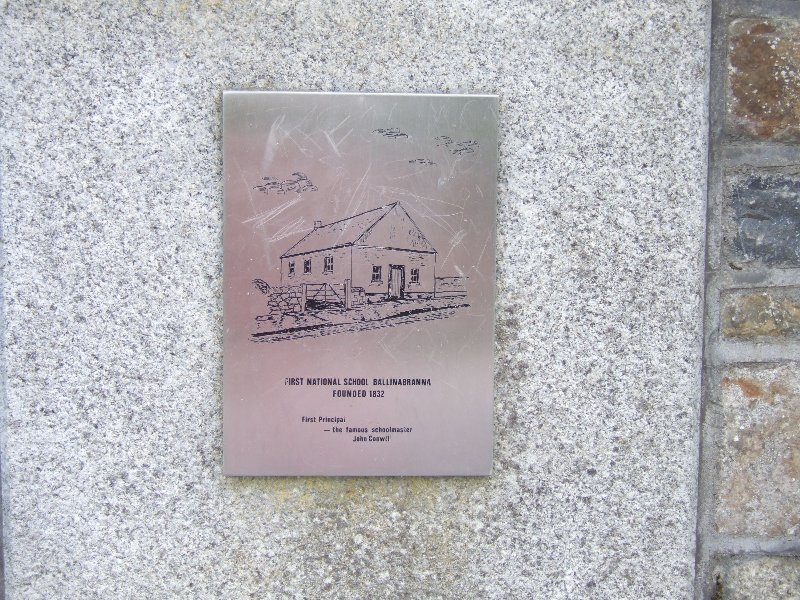 FIRST NATIONAL SCHOOL BALLINABRANNA
FOUNDED 1832
First Principal
— the famous schoolmaster
John Conwill